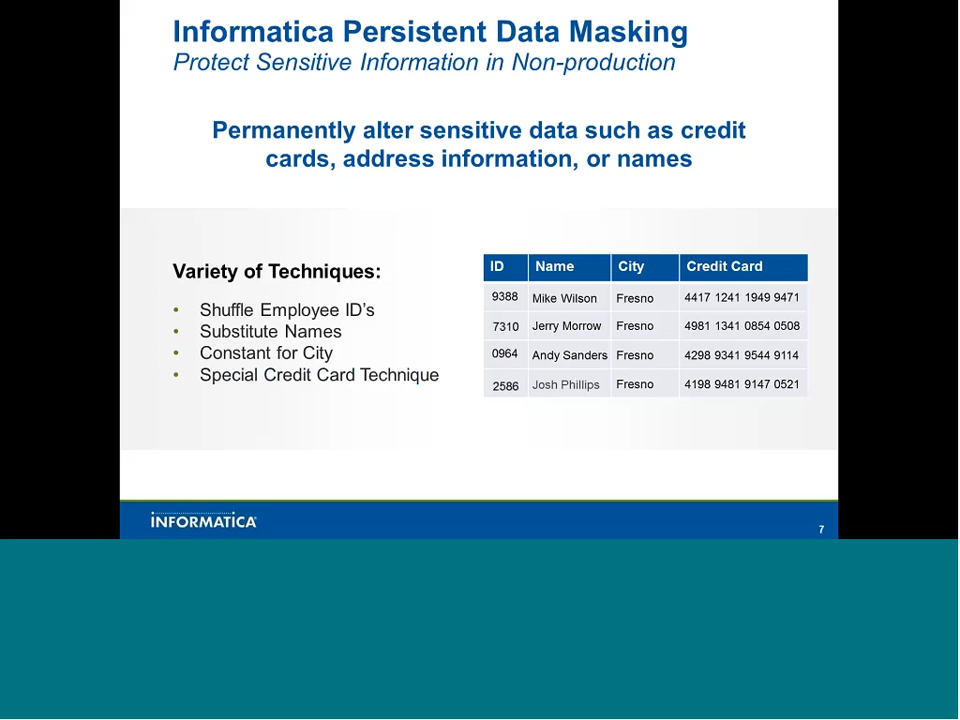 Informatica Persistent Data Masking
Protect Sensitive Information in Non-production
Permanently alter sensitive data such as credit
cards, address information, or names
Variety of Techniques:
• Shuffle Employee ID’s
• Substitute Names
• Constant for City
• Special Credit Card Technique
ID Name City Credit Card
9388 Mike Wilson Fresno 4417 1241 1949 9471
7310 Jerry Morrow Fresno 4981 1341 0854 0508
0964 Andy Sanders Fresno 4298 9341 9544 9114
2586 Josh Phillips Fresno 4198 9481 9147 0521
INFORMATICA
7